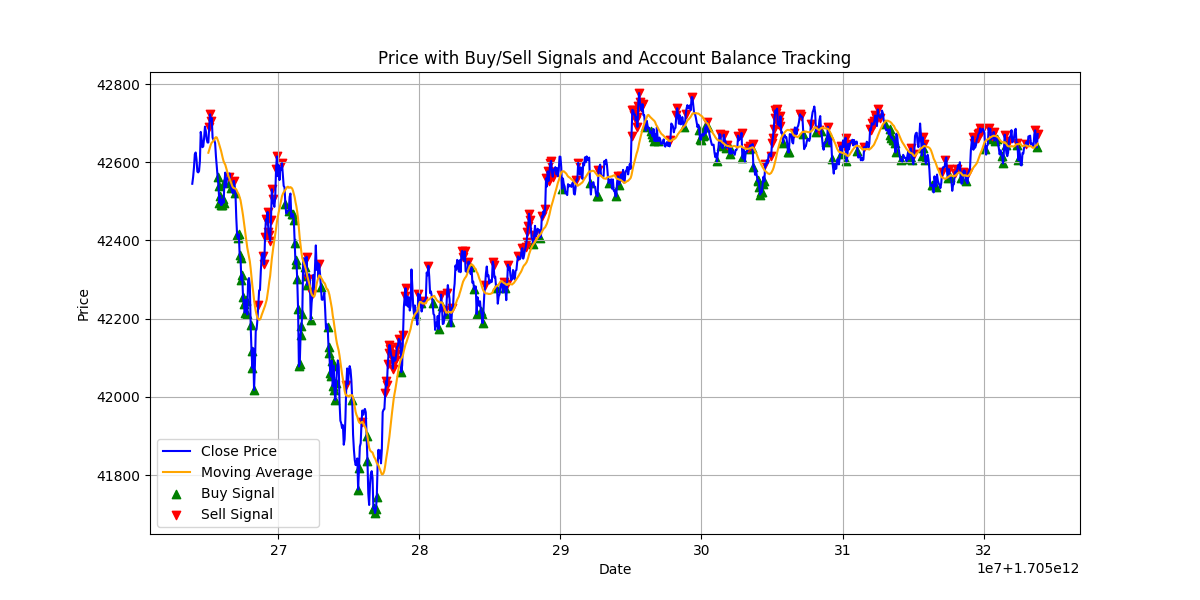 Price with Buy/Sell Signals and Account Balance Tracking
42800
42600
42400
42200
42000
41800
Price
Close Price
Moving Average
Buy Signal
Sell Signal
27 28 29 30 31 32
1e7+1.705e12
Date